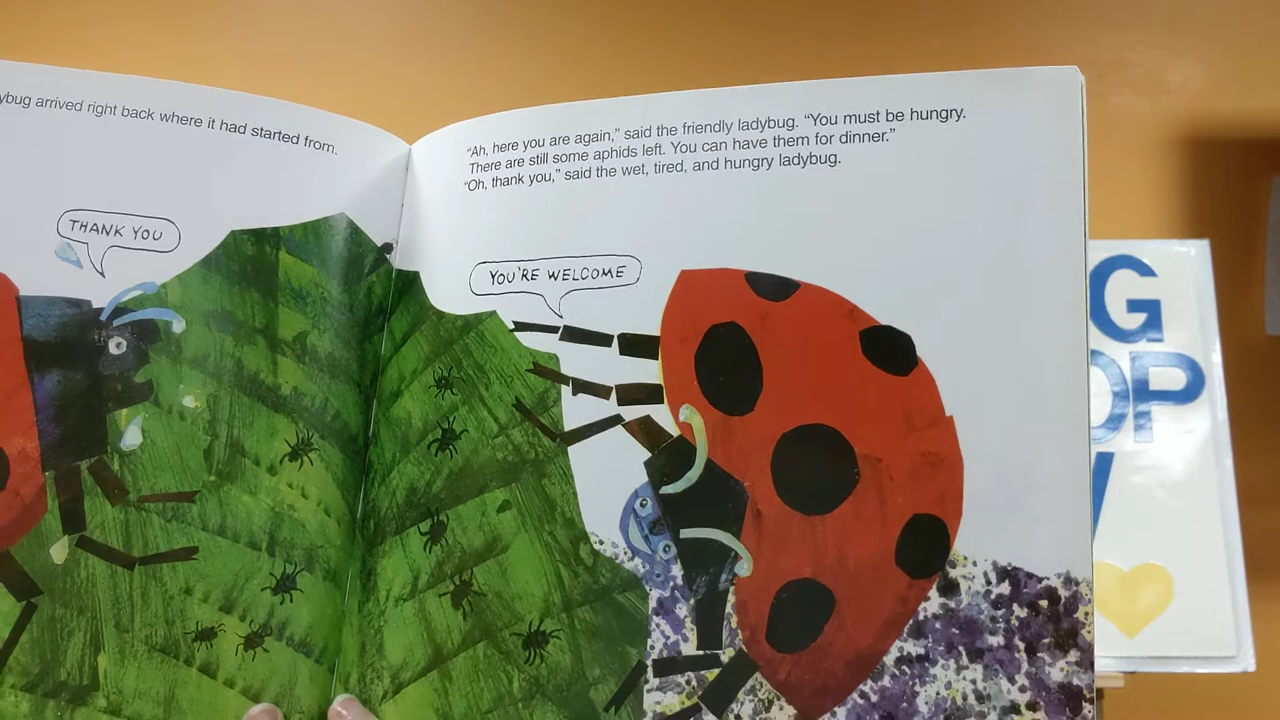 arrived right back where it had started from.
THANK YOU
“Ah, here you are again,” said the friendly ladybug. “You must be hungry.
There are still some aphids left. You can have them for dinner.”
“Oh, thank you,” said the wet, tired, and hungry ladybug.
YOU'RE WELCOME